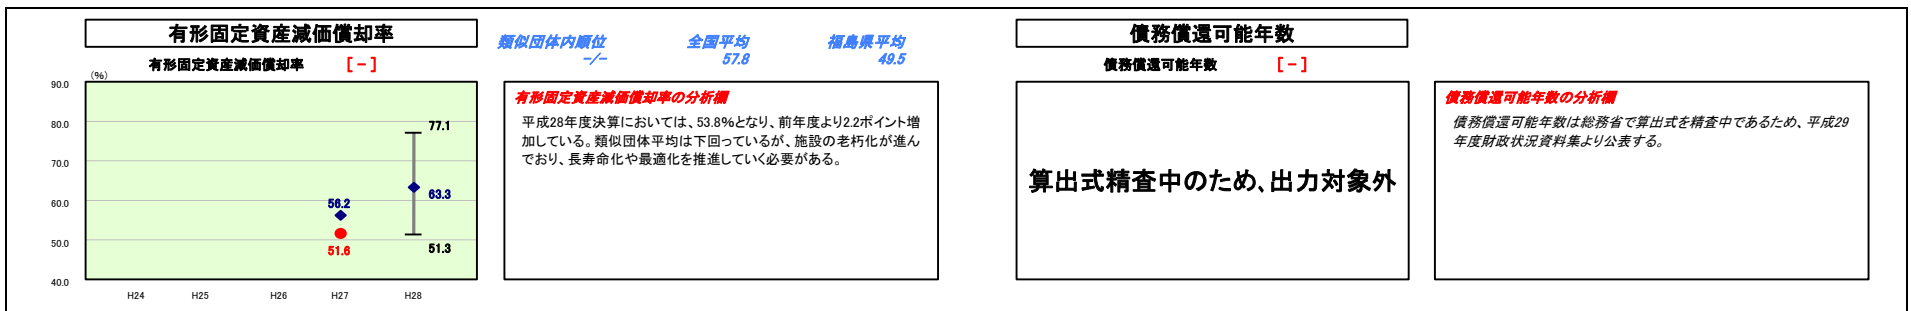 有形固定資産減価償却率
有形固定資産減価償却率 [－]
類似団体内順位 全国平均 福島県平均
-/- 57.8 49.5
(%)
90.0
80.0
70.0
60.0
50.0
40.0
77.1
63.3
56.2
51.6
51.3
H24 H25 H26 H27 H28
有形固定資産減価償却率の分析欄
平成28年度決算においては、53.8%となり、前年度より2.2ポイント増
加している。類似団体平均は下回っているが、施設の老朽化が進ん
でおり、長寿命化や最適化を推進していく必要がある。
債務償還可能年数
債務償還可能年数 [－]
算出式精査中のため、出力対象外
債務償還可能年数の分析欄
債務償還可能年数は総務省で算出式を精査中であるため、平成29
年度財政状況資料集より公表する。